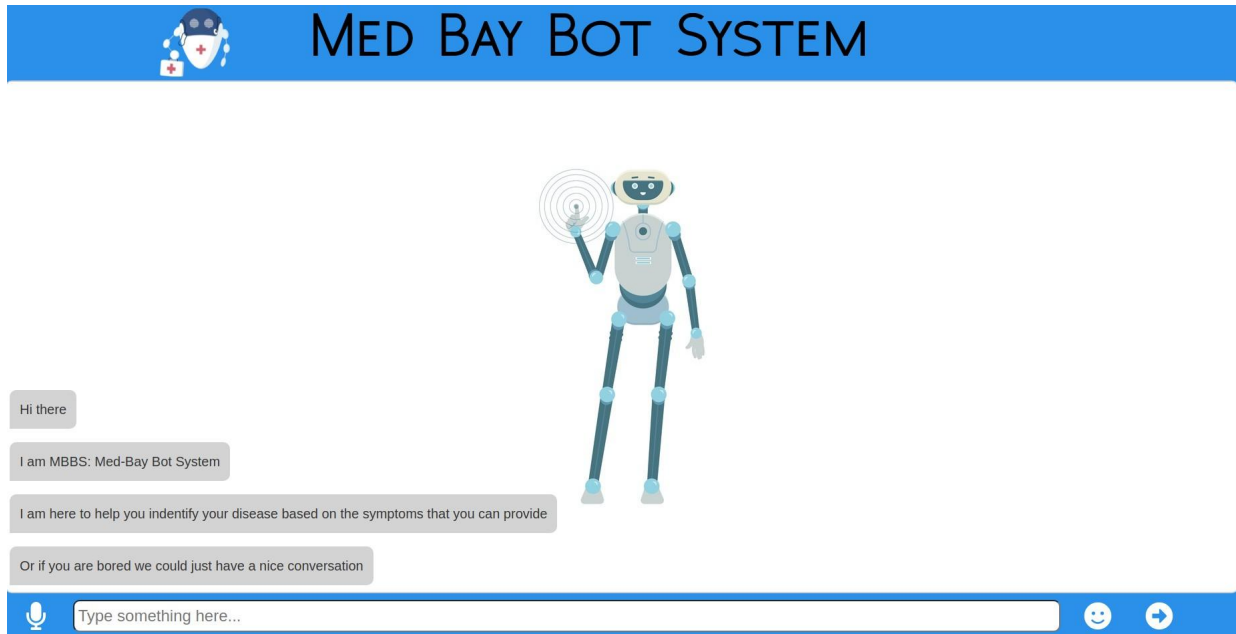 MED BAY BOT SYSTEM
Hi there
I am MBBS: Med-Bay Bot System
I am here to help you indentify your disease based on the symptoms that you can provide
Or if you are bored we could just have a nice conversation
Type something here...